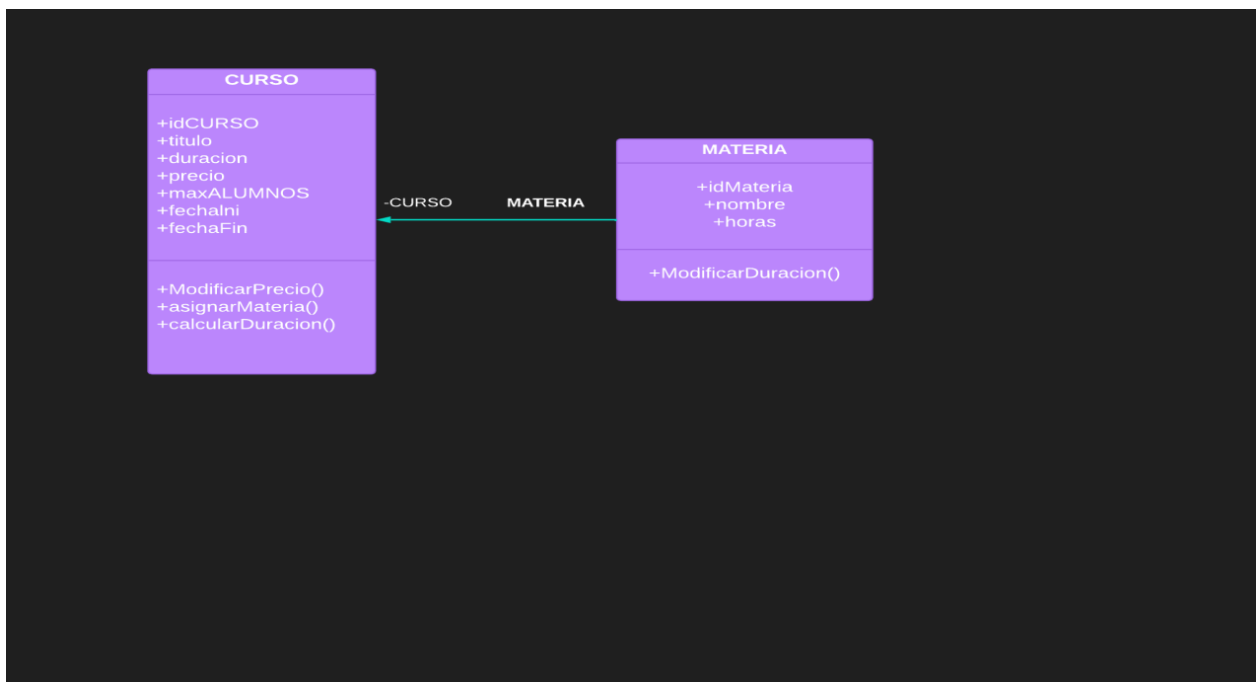 CURSO
+idCURSO
+titulo
+duracion
+precio
+maxALUMNOS
+fechaIni
+fechaFin
+ModificarPrecio()
+asignarMateria()
+calcularDuracion()
-CURSO
MATERIA
MATERIA
+idMateria
+nombre
+horas
+ModificarDuracion()